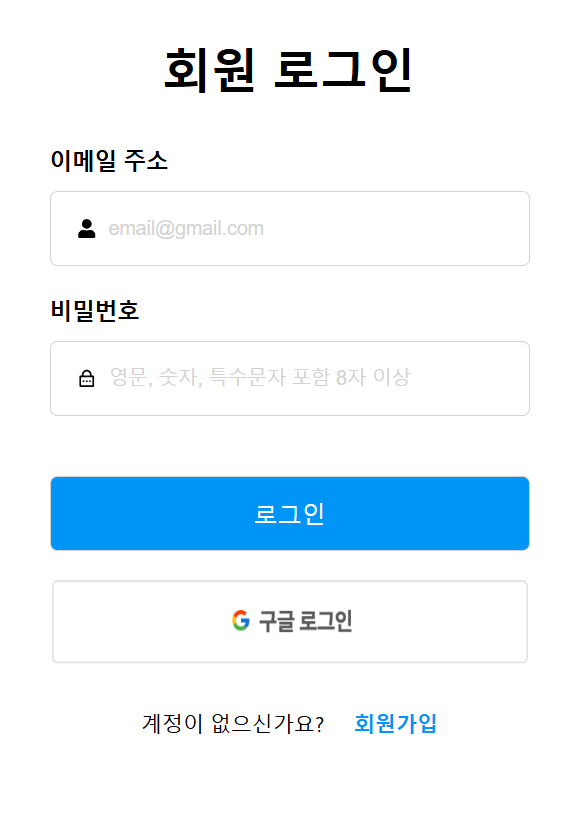 회원 로그인
이메일 주소
email@gmail.com
비밀번호
영문, 숫자, 특수문자 포함 8자 이상
로그인
구글 로그인
계정이 없으신가요? 회원가입